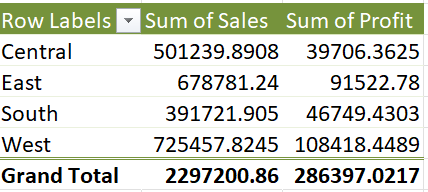 Row Labels Sum of Sales Sum of Profit
Central 501239.8908 39706.3625
East 678781.24 91522.78
South 391721.905 46749.4303
West 725457.8245 108418.4489
Grand Total 2297200.86 286397.0217